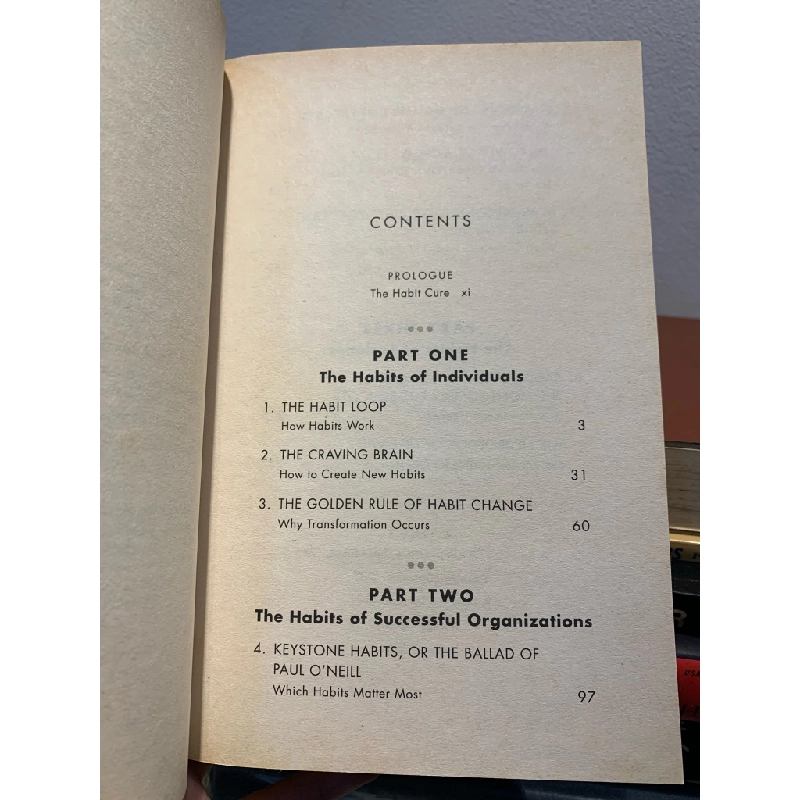 CONTENTS
PROLOGUE
The Habit Cure xi
PART ONE
The Habits of Individuals
1. THE HABIT LOOP
How Habits Work 3
2. THE CRAVING BRAIN
How to Create New Habits 31
3. THE GOLDEN RULE OF HABIT CHANGE
Why Transformation Occurs 60
PART TWO
The Habits of Successful Organizations
4. KEYSTONE HABITS, OR THE BALLAD OF
PAUL O'NEILL
Which Habits Matter Most 97